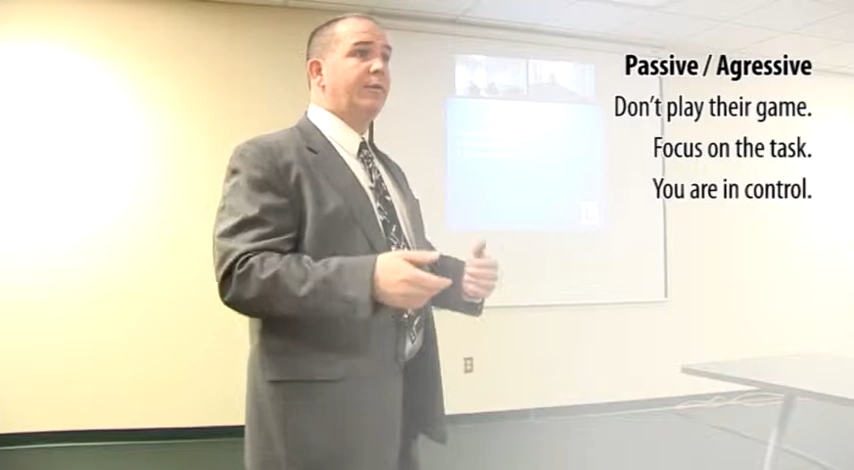 Passive / Agressive
Don't play their game.
Focus on the task.
You are in control.